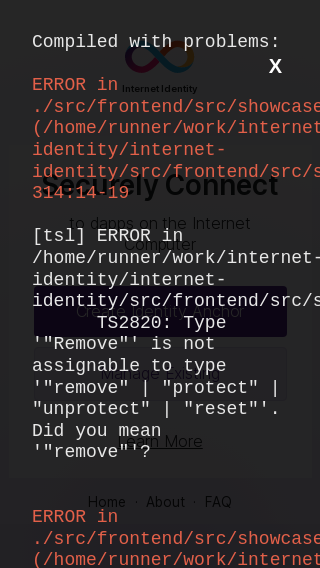 Compiled with problems:
X
Internet Identity
ERROR in
./src/frontend/src/showcase
(/home/runner/work/internet
identity/internet-
identity/src/frontend/src/s
314:14-19
Securely Connect
to dapps on the Internet
Computer
[tsl] ERROR in
/home/runner/work/internet-
identity/internet-
identity/src/frontend/src/s
Create Identity Anchor
TS2820: Type
'"Remove"' is not
assignable to type
Manage Existing
'"remove" | "protect" |
"unprotect" | "reset"'.
Did you mean
Learn More
'"remove"'?
Home · About · FAQ
ERROR in
./src/frontend/src/showcase
(/home/runner/work/internet